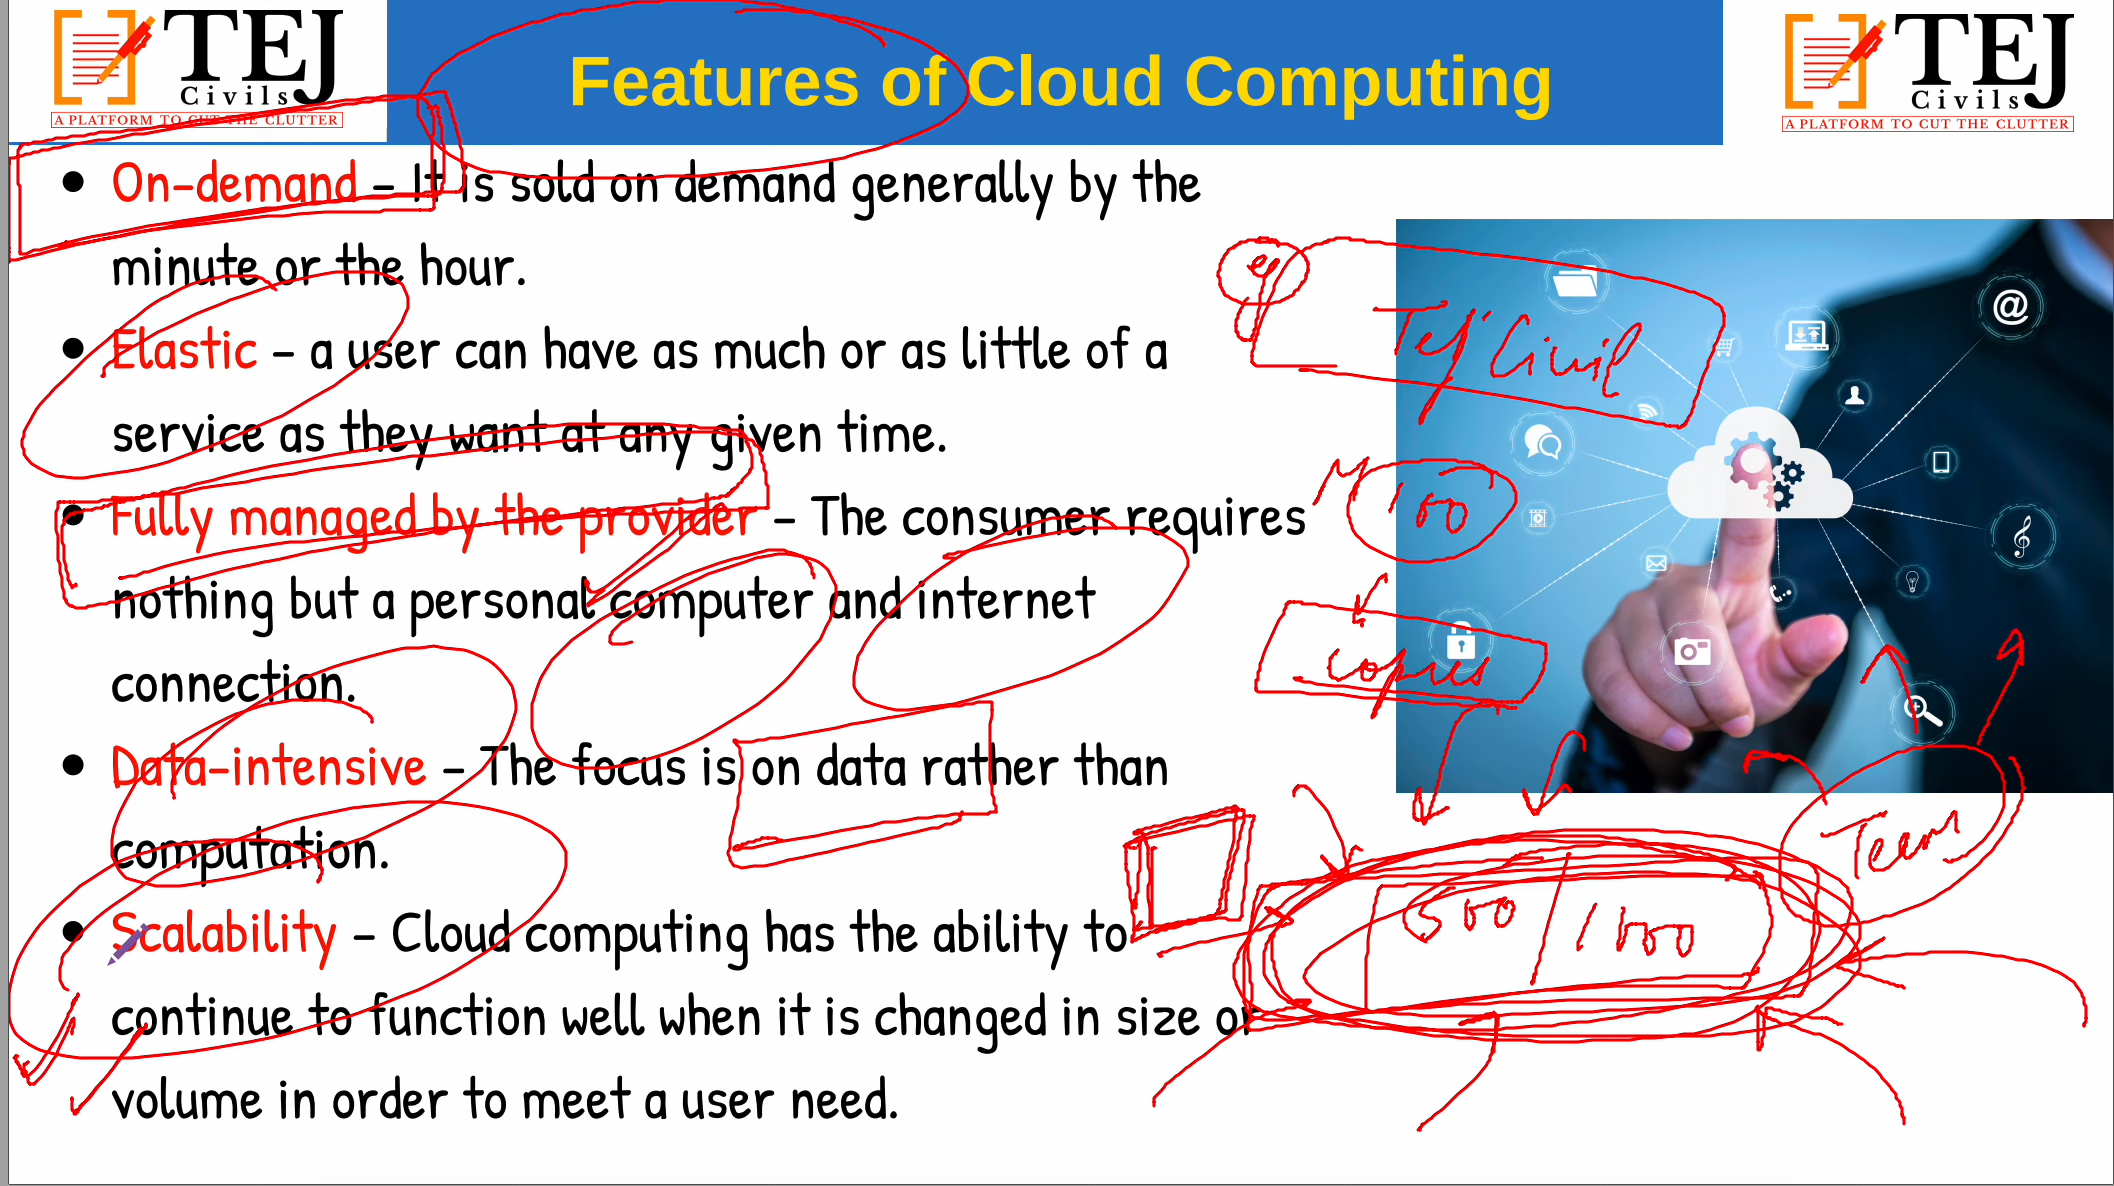 TEJ
Civils
A PLATFORM TO CUT THE CLUTTER
Features of Cloud Computing
TEJ
Civils
A PLATFORM TO CUT THE CLUTTER
• On-demand – It is sold on demand generally by the
minute or the hour.
• Elastic – a user can have as much or as little of a
service as they want at any given time.
• Fully managed by the provider – The consumer requires
nothing but a personal computer and internet
connection.
• Data-intensive – The focus is on data rather than
computation.
• Scalability – Cloud computing has the ability to
continue to function well when it is changed in size or
volume in order to meet a user need.
eg
Tej Civil
100
copies
Team
500/1000
@